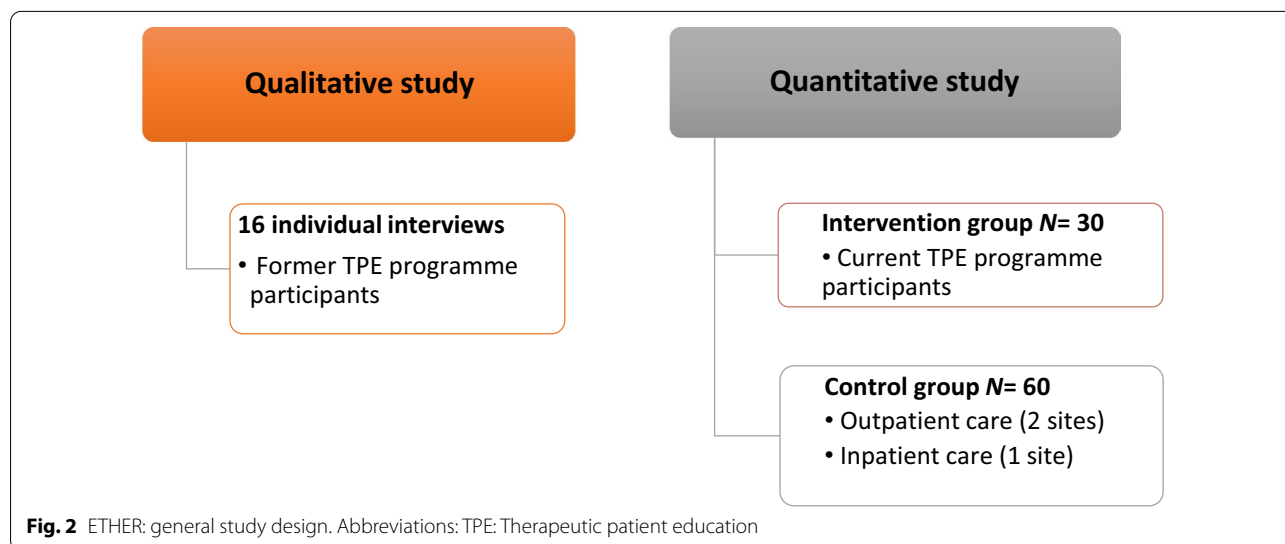 Qualitative study
16 individual interviews
• Former TPE programme
participants
Quantitative study
Intervention group N= 30
• Current TPE programme
participants
Control group N= 60
• Outpatient care (2 sites)
• Inpatient care (1 site)
Fig. 2 ETHER: general study design. Abbreviations: TPE: Therapeutic patient education